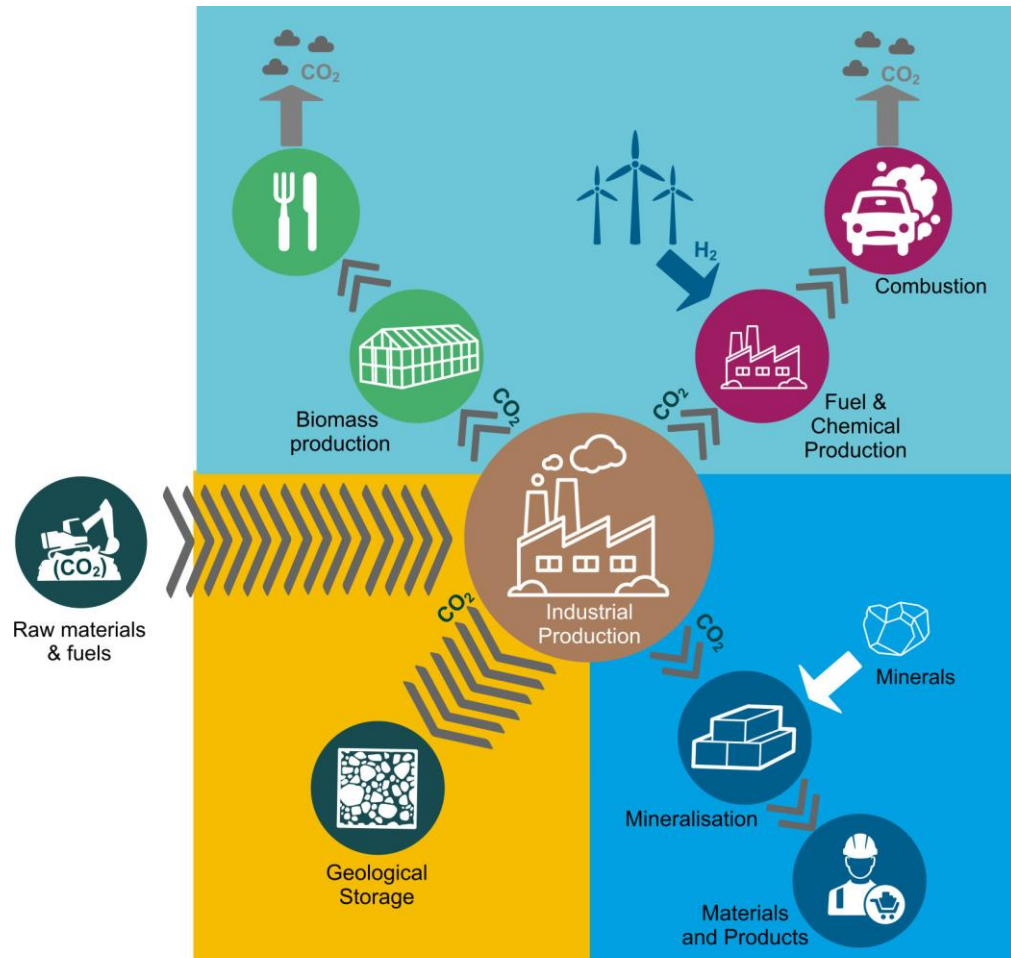 CO₂
CO₂
H₂
Combustion
CO₂
CO₂
Biomass
production
Fuel &
Chemical
Production
(CO₂)
Raw materials
& fuels
Industrial
Production
CO₂
CO₂
Minerals
Mineralisation
Geological
Storage
Materials
and Products